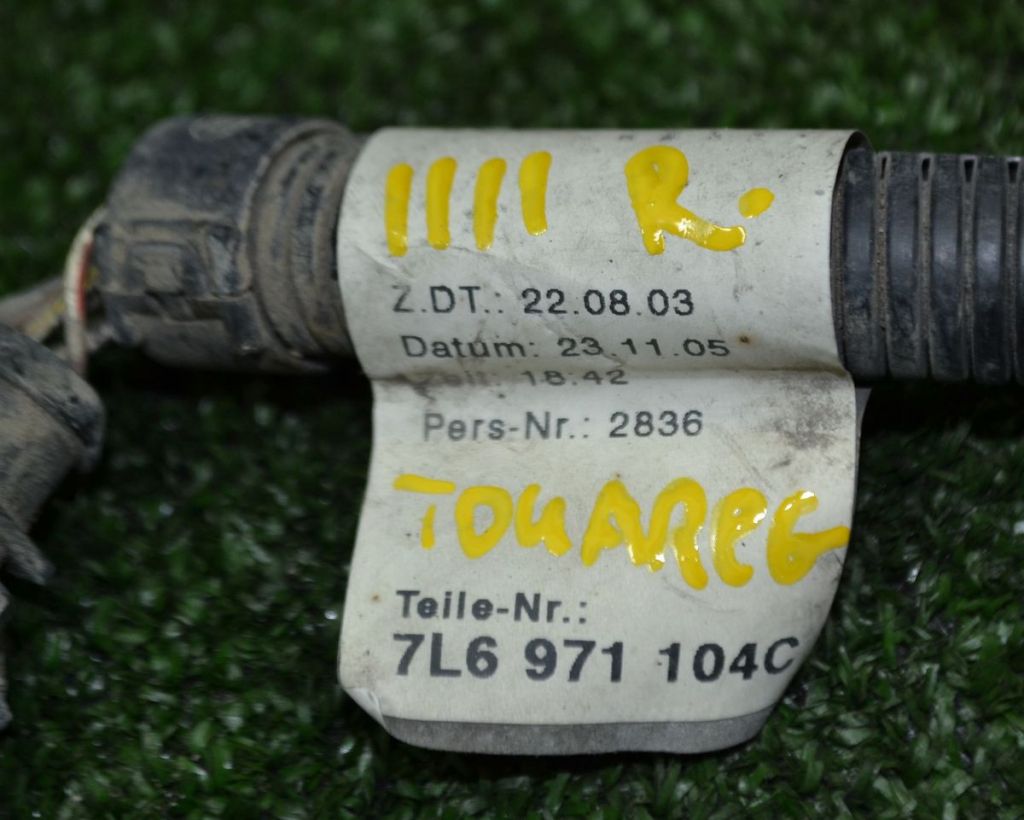 IIII R.
Z.DT.: 22.08.03
Datum: 23.11.05
Zeit: 18:42
Pers-Nr.: 2836
TOUAREG
Teile-Nr.:
7L6 971 104C